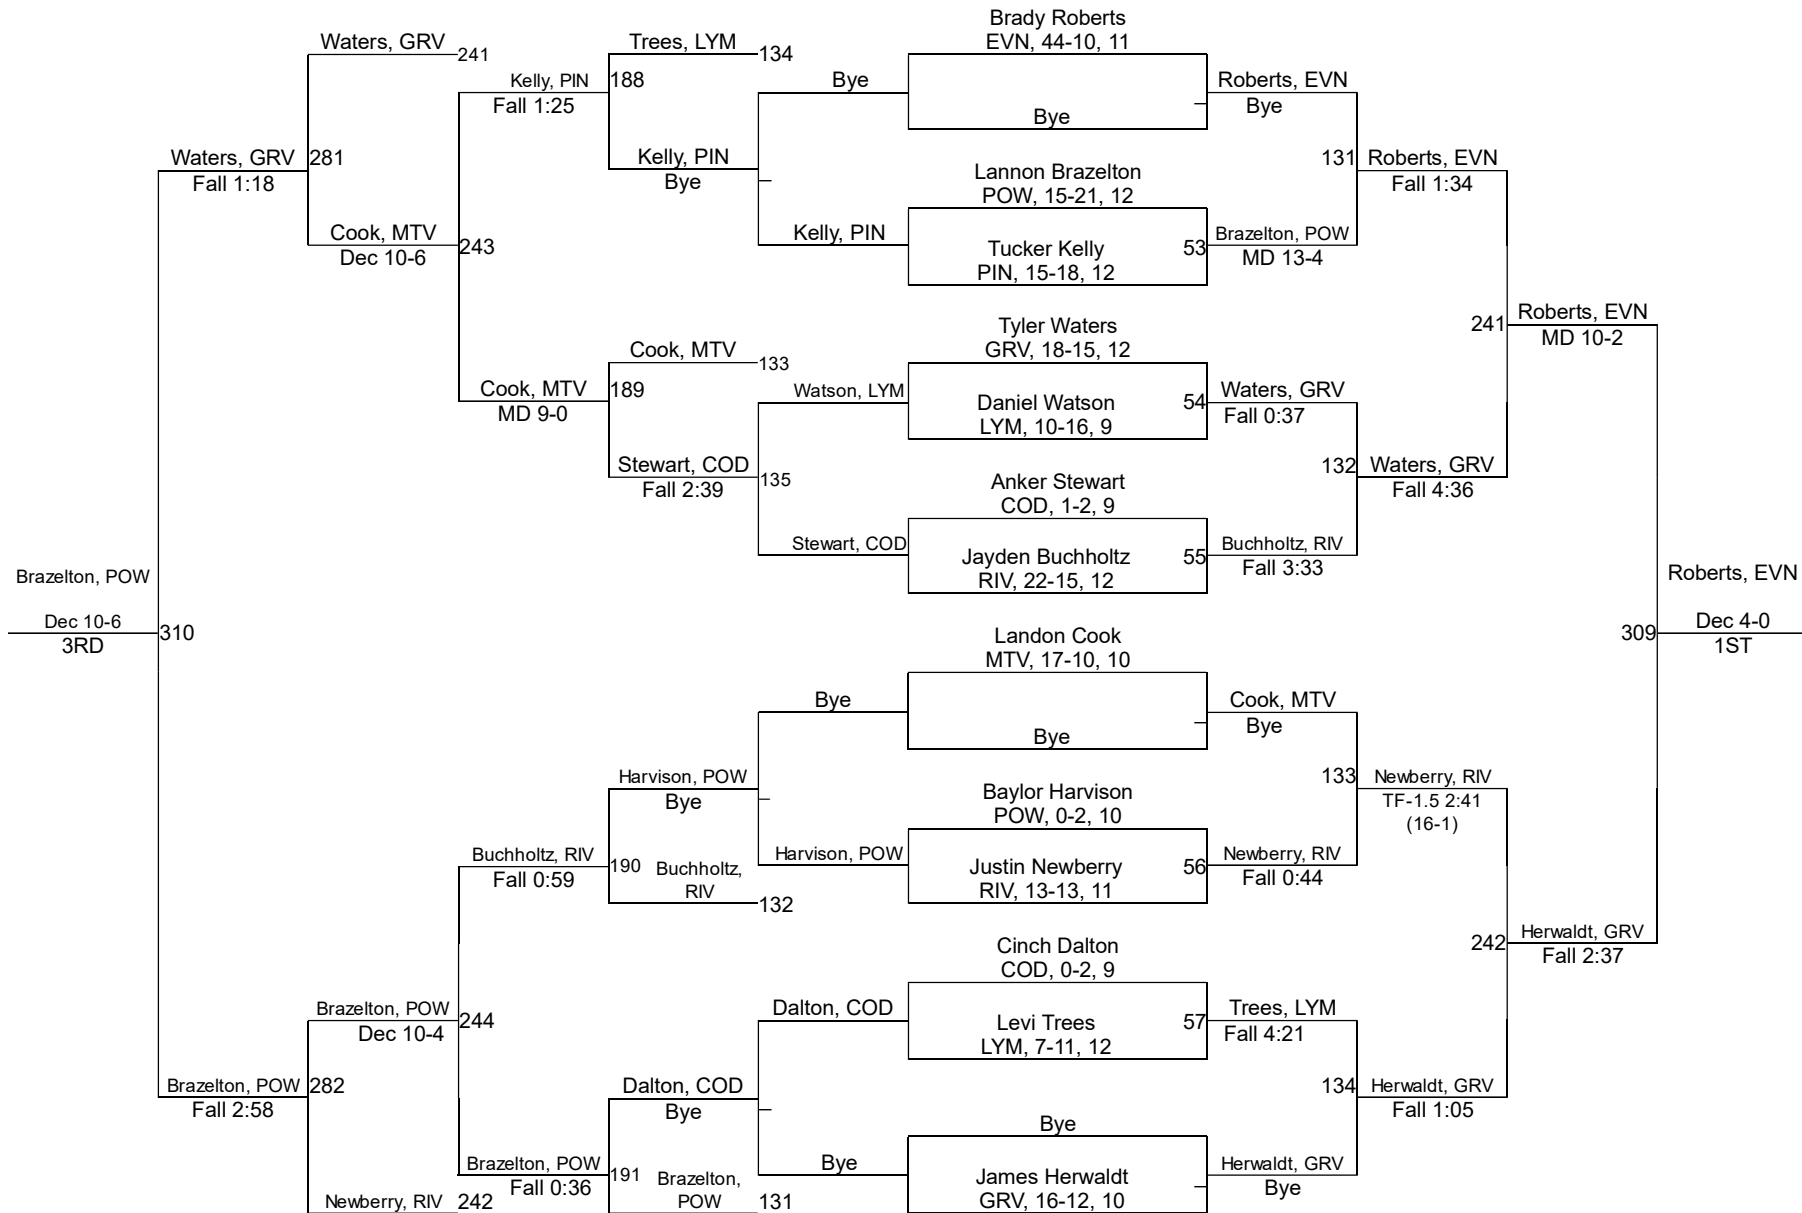 Brady Roberts
EVN, 44-10, 11
Waters, GRV
241
Trees, LYM
134
Kelly, PIN
188
Fall 1:25
Bye
Roberts, EVN
Bye
Bye
Waters, GRV
281
Fall 1:18
Kelly, PIN
Bye
131
Roberts, EVN
Fall 1:34
Lannon Brazelton
POW, 15-21, 12
Cook, MTV
Dec 10-6
243
Kelly, PIN
Tucker Kelly
PIN, 15-18, 12
53
Brazelton, POW
MD 13-4
Tyler Waters
GRV, 18-15, 12
241
Roberts, EVN
MD 10-2
Cook, MTV
133
Cook, MTV
189
MD 9-0
Watson, LYM
Daniel Watson
LYM, 10-16, 9
54
Waters, GRV
Fall 0:37
Stewart, COD
Fall 2:39
135
132
Waters, GRV
Fall 4:36
Anker Stewart
COD, 1-2, 9
Stewart, COD
Jayden Buchholtz
RIV, 22-15, 12
55
Buchholtz, RIV
Fall 3:33
Brazelton, POW
Dec 10-6
3RD
310
Roberts, EVN
309
Dec 4-0
1ST
Landon Cook
MTV, 17-10, 10
Bye
Bye
Cook, MTV
Bye
Harvison, POW
Bye
133
Newberry, RIV
TF-1.5 2:41
(16-1)
Baylor Harvison
POW, 0-2, 10
Buchholtz, RIV
Fall 0:59
190
Buchholtz,
RIV
132
Harvison, POW
Justin Newberry
RIV, 13-13, 11
56
Newberry, RIV
Fall 0:44
Cinch Dalton
COD, 0-2, 9
242
Herwaldt, GRV
Fall 2:37
Brazelton, POW
Dec 10-4
244
Dalton, COD
Levi Trees
LYM, 7-11, 12
57
Trees, LYM
Fall 4:21
Brazelton, POW
282
Fall 2:58
Dalton, COD
Bye
134
Herwaldt, GRV
Fall 1:05
Bye
Brazelton, POW
Fall 0:36
191
Brazelton,
POW
131
Bye
James Herwaldt
GRV, 16-12, 10
Herwaldt, GRV
Bye
Newberry, RIV
242